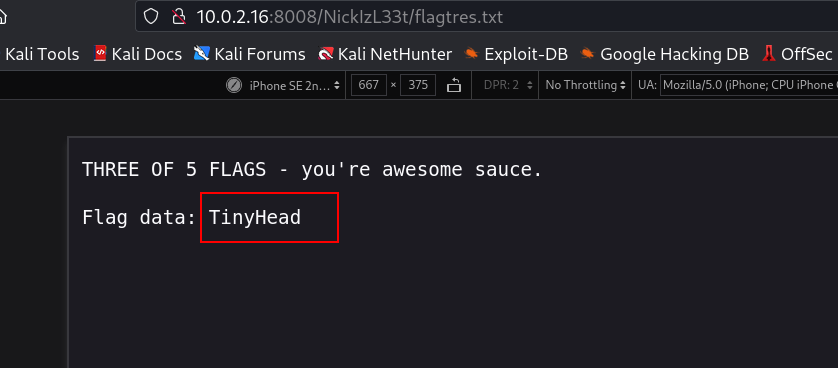 10.0.2.16:8008/NickIzL33t/flagtres.txt
Kali Tools Kali Docs Kali Forums Kali NetHunter Exploit-DB Google Hacking DB OffSec
iPhone SE 2n... 667 × 375 DPR: 2 No Throttling UA: Mozilla/5.0 (iPhone; CPU iPhone
THREE OF 5 FLAGS - you're awesome sauce.
Flag data: TinyHead